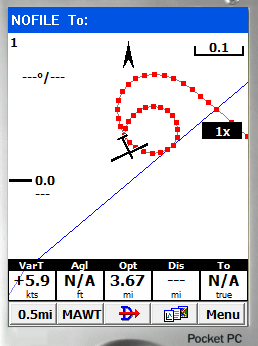 NOFILE To:
1
0.1
---°/---
1x
0.0
---
VarT Agl Opt Dis To
+5.9 N/A 3.67 --- N/A
kts ft mi mi true
0.5mi MAWT Menu
Pocket PC